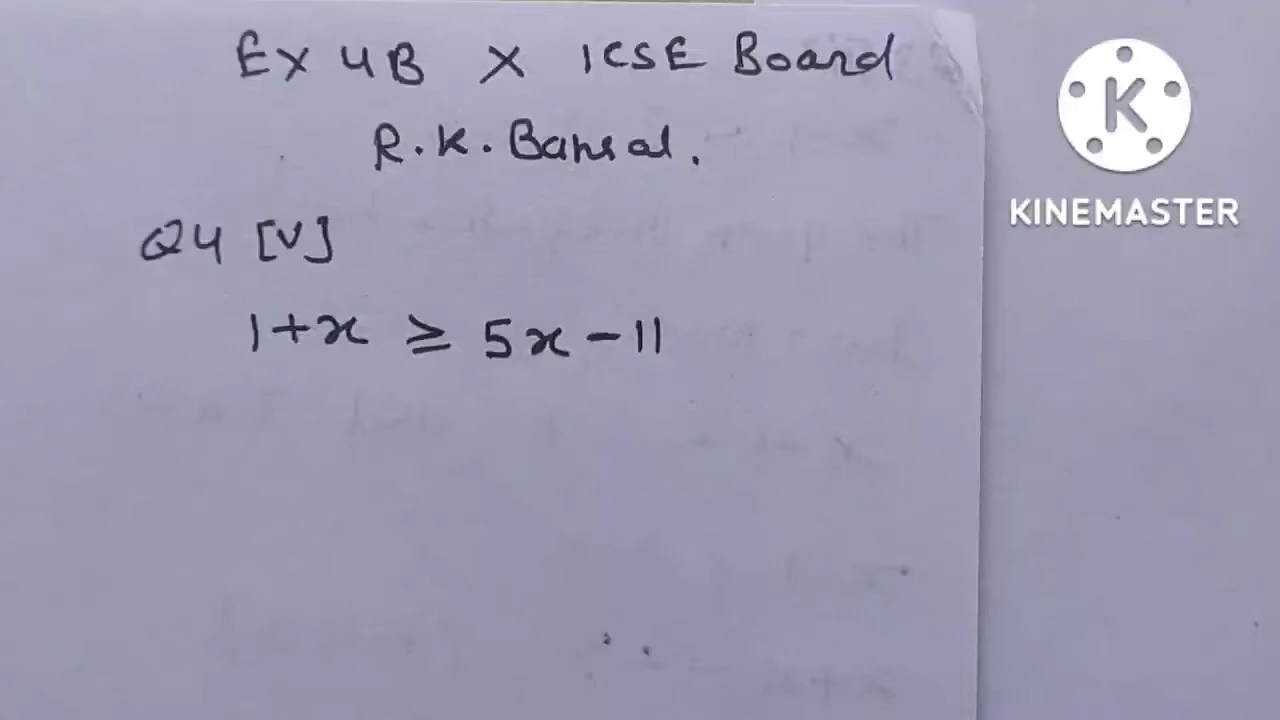 Ex 4B X ICSE Board
R.K. Bansal.
K
KINEMASTER
Q4 [V]
1+x ≥ 5x-11